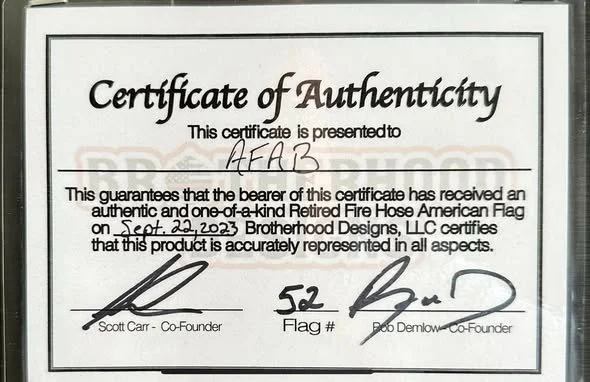 Certificate of Authenticity
This certificate is presented to
AFAB
BROTHERHOOD
DESIGNS
This guarantees that the bearer of this certificate has received an
authentic and one-of-a-kind Retired Fire Hose American Flag
on Sept. 22, 2023 Brotherhood Designs, LLC certifies
that this product is accurately represented in all aspects.
52
Scott Carr - Co-Founder Flag # Rob Demlow - Co-Founder